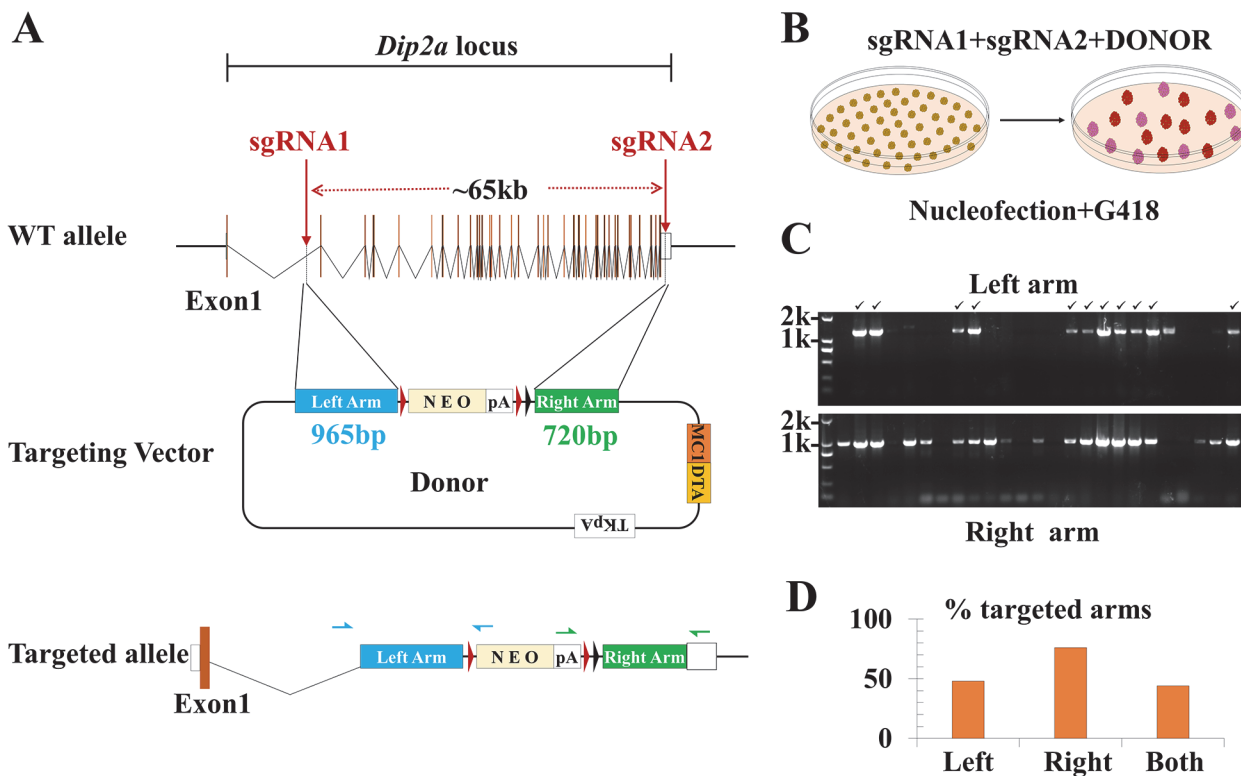 A
Dip2a locus
sgRNA1
sgRNA2
~65kb
WT allele
Exon1
Left Arm
N E O
pA
Right Arm
965bp
720bp
Targeting Vector
Donor
MC1
DTA
TKpA
Targeted allele
Left Arm
N E O
pA
Right Arm
Exon1
B
sgRNA1+sgRNA2+DONOR
Nucleofection+G418
C
Left arm
✓ ✓ ✓ ✓ ✓ ✓ ✓ ✓ ✓ ✓ ✓
2k-
1k-
2k-
1k-
Right arm
D
% targeted arms
100
50
0
Left
Right
Both